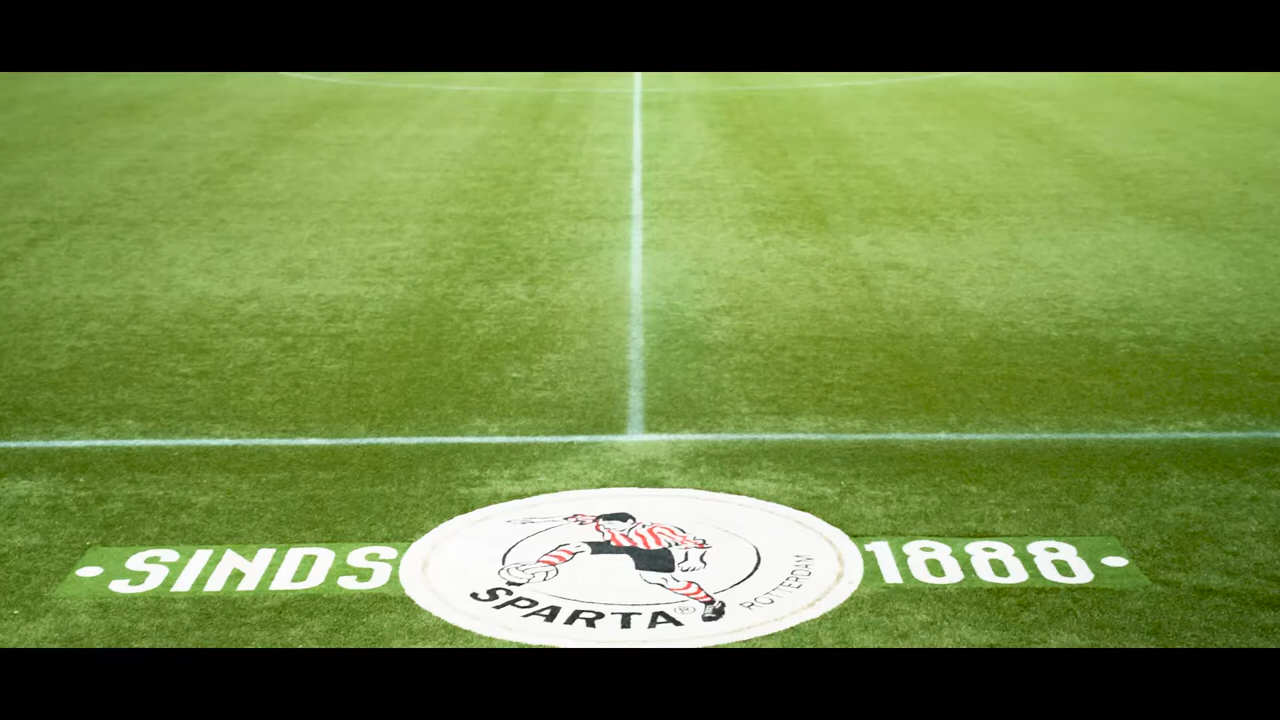 • SINDS
SPARTA ®
ROTTERDAM
1888 •